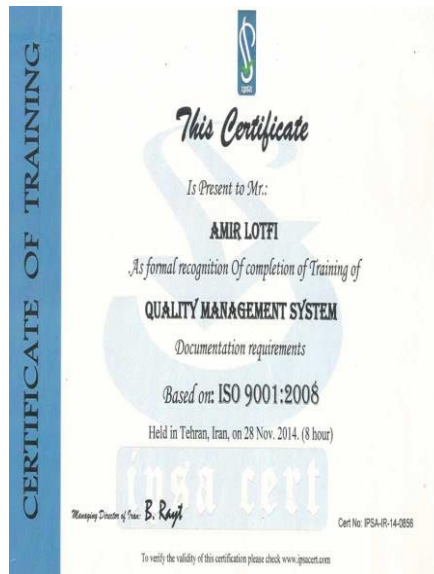 CERTIFICATE OF TRAINING
ipsa
This Certificate
Is Present to Mr.:
AMIR LOTFI
.As formal recognition Of completion of Training of
QUALITY MANAGEMENT SYSTEM
Documentation requirements
Based on: ISO 9001:2008
Held in Tehran, Iran, on 28 Nov. 2014. (8 hour)
ipsa cert
Managing Director of Iran: B. Rayt
Cert No: IPSA-IR-14-0856
To verify the validity of this certification please check www.ipsacert.com